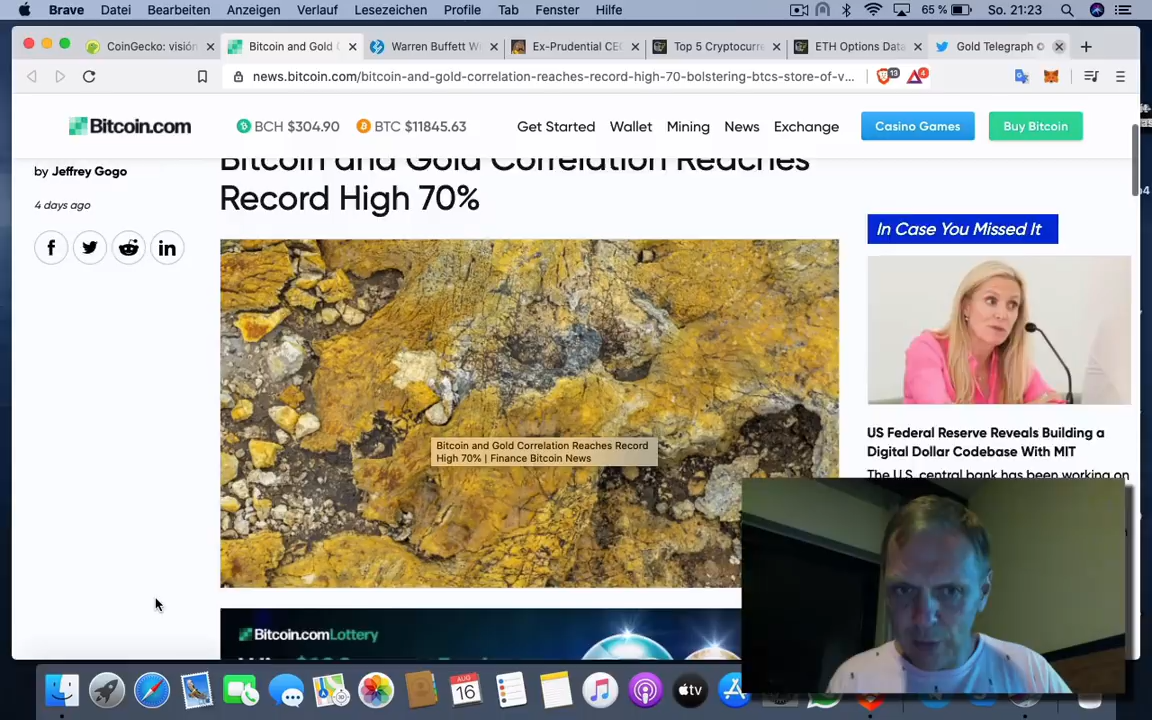 Brave Datei Bearbeiten Anzeigen Verlauf Lesezeichen Profile Tab Fenster Hilfe 65 % So. 21:23
CoinGecko: visión
Bitcoin and Gold
Warren Buffett W
Ex-Prudential CE
Top 5 Cryptocurre
ETH Options Data
Gold Telegraph
news.bitcoin.com/bitcoin-and-gold-correlation-reaches-record-high-70-bolstering-btcs-store-of-v...
13
4
Bitcoin.com
BCH $304.90 BTC $11845.63
Get Started Wallet Mining News Exchange
Casino Games
Buy Bitcoin
by Jeffrey Gogo
4 days ago
Bitcoin and Gold Correlation Reaches
Record High 70%
Bitcoin and Gold Correlation Reaches Record
High 70% | Finance Bitcoin News
In Case You Missed It
US Federal Reserve Reveals Building a
Digital Dollar Codebase With MIT
The U.S. central bank has been working on
Bitcoin.comLottery
AUG
16
tv